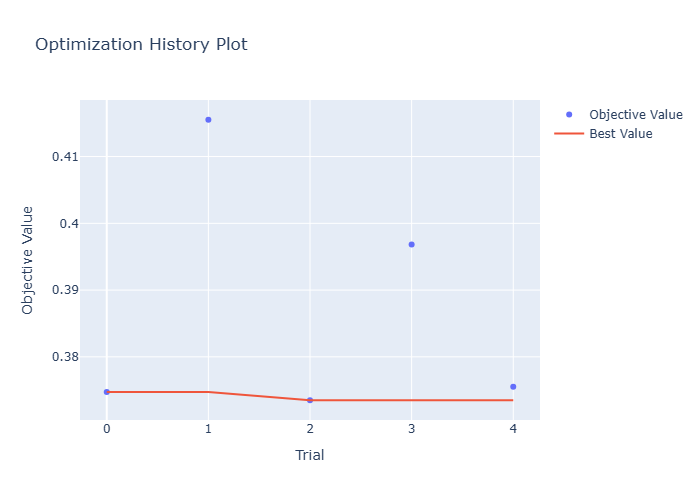 Optimization History Plot
Objective Value
Best Value
0.41
0.4
0.39
0.38
Objective Value
0
1
2
3
4
Trial